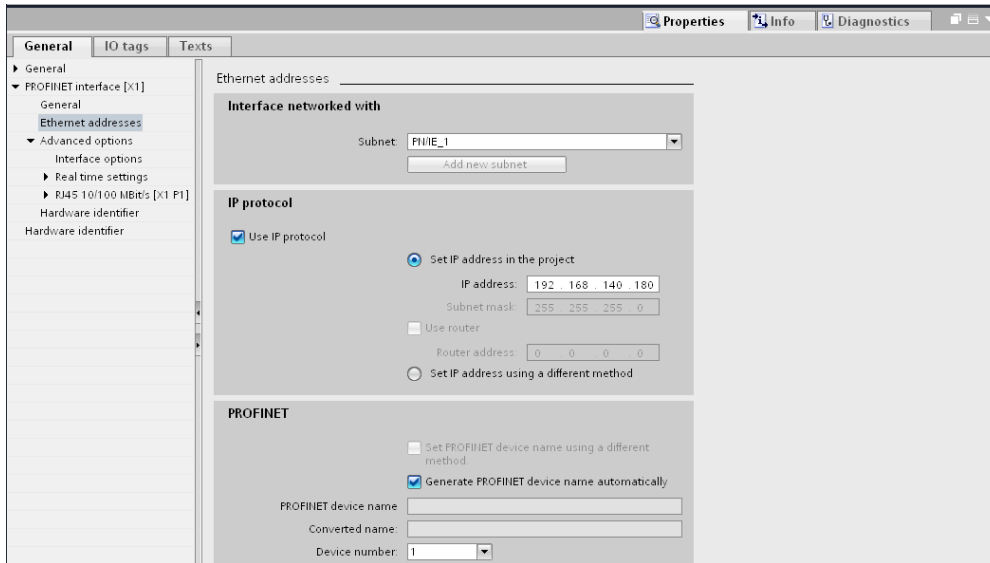 Properties
Info
Diagnostics
General
IO tags
Texts
General
PROFINET interface [X1]
General
Ethernet addresses
Advanced options
Interface options
Real time settings
RJ45 10/100 MBit/s [X1 P1]
Hardware identifier
Hardware identifier
Ethernet addresses
Interface networked with
Subnet: PN/IE_1
Add new subnet
IP protocol
Use IP protocol
Set IP address in the project
IP address: 192 . 168 . 140 . 180
Subnet mask: 255 . 255 . 255 . 0
Use router
Router address: 0 . 0 . 0 . 0
Set IP address using a different method
PROFINET
Set PROFINET device name using a different
method.
Generate PROFINET device name automatically
PROFINET device name
Converted name:
Device number: 1